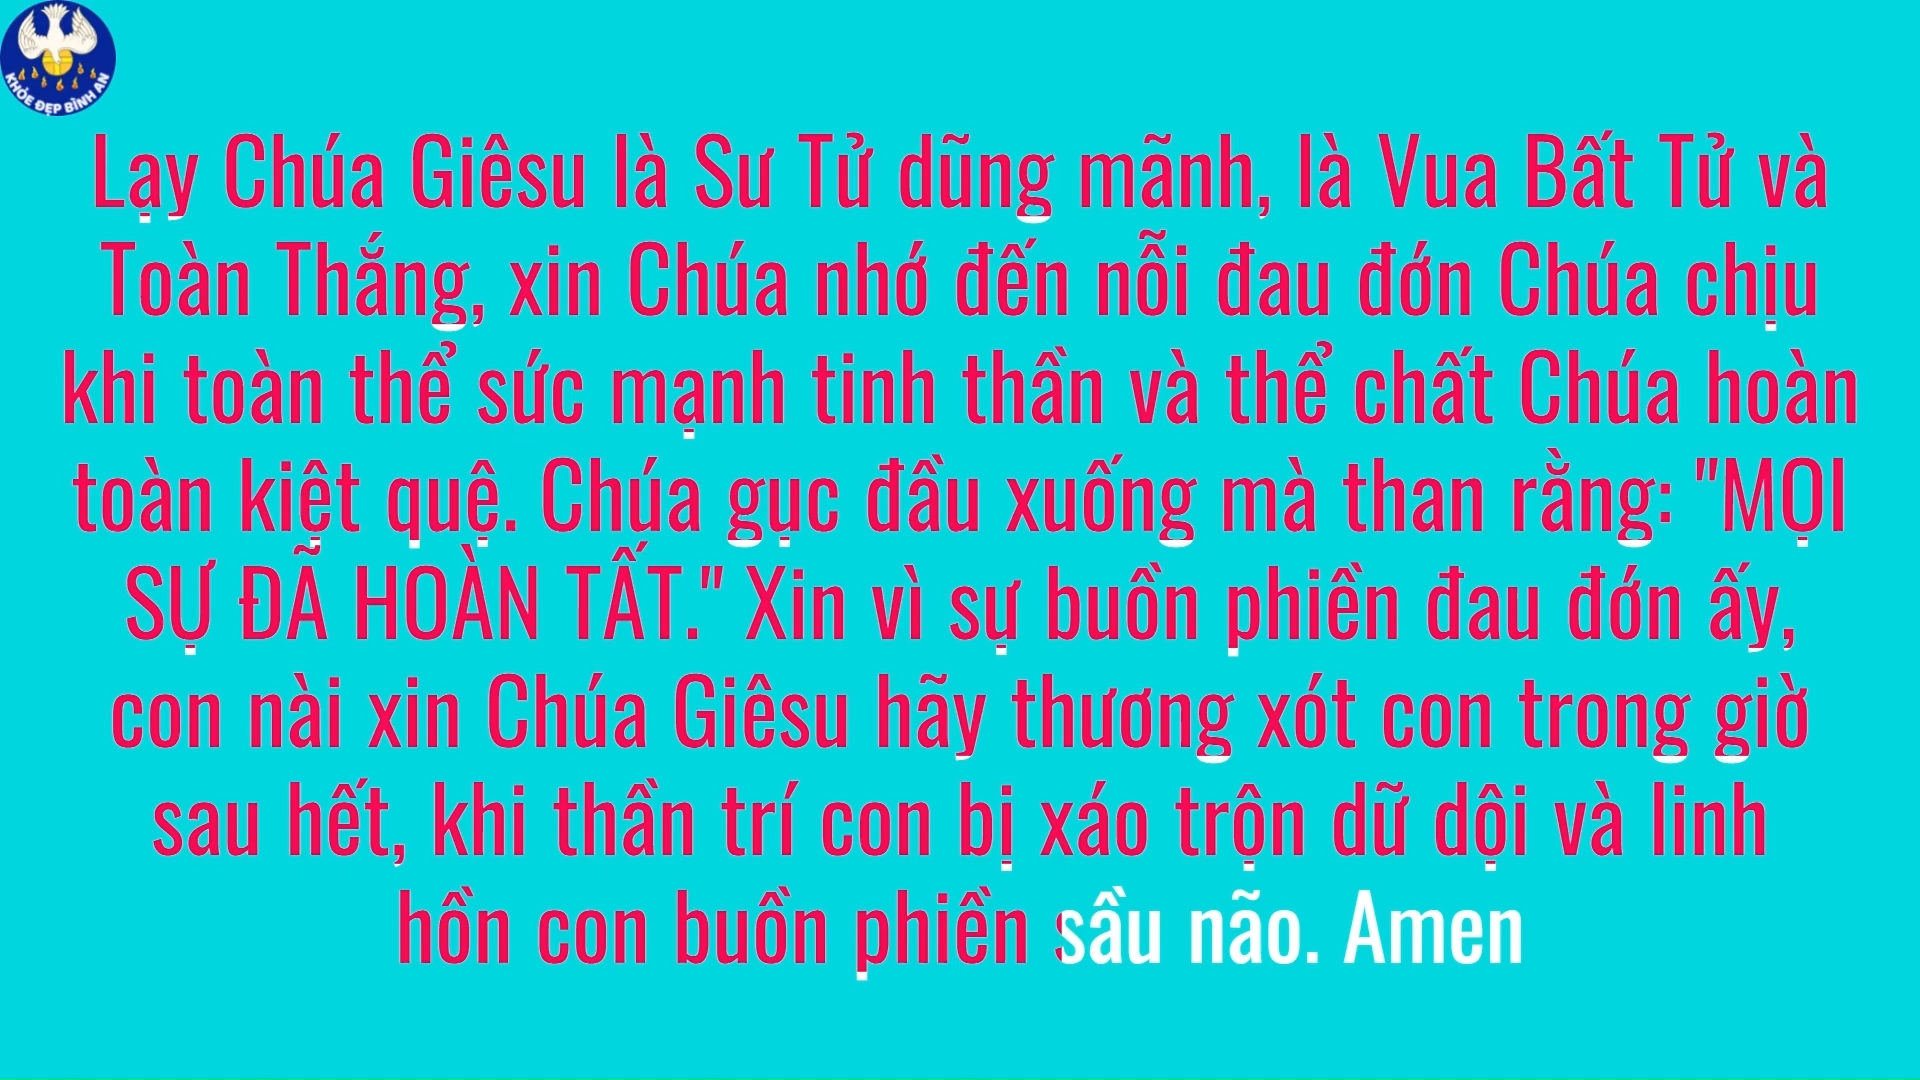 KHỎE ĐẸP BÌNH AN
Lạy Chúa Giêsu là Sư Tử dũng mãnh, là Vua Bất Tử và
Toàn Thắng, xin Chúa nhớ đến nỗi đau đớn Chúa chịu
khi toàn thể sức mạnh tinh thần và thể chất Chúa hoàn
toàn kiệt quệ. Chúa gục đầu xuống mà than rằng: "MỌI
SỰ ĐÃ HOÀN TẤT." Xin vì sự buồn phiền đau đớn ấy,
con nài xin Chúa Giêsu hãy thương xót con trong giờ
sau hết, khi thần trí con bị xáo trộn dữ dội và linh
hồn con buồn phiền sầu não. Amen